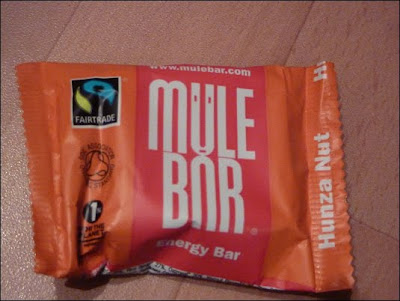 www.mulebar.com
FAIRTRADE
MULE
BAR
®
Energy Bar
Hunza Nut